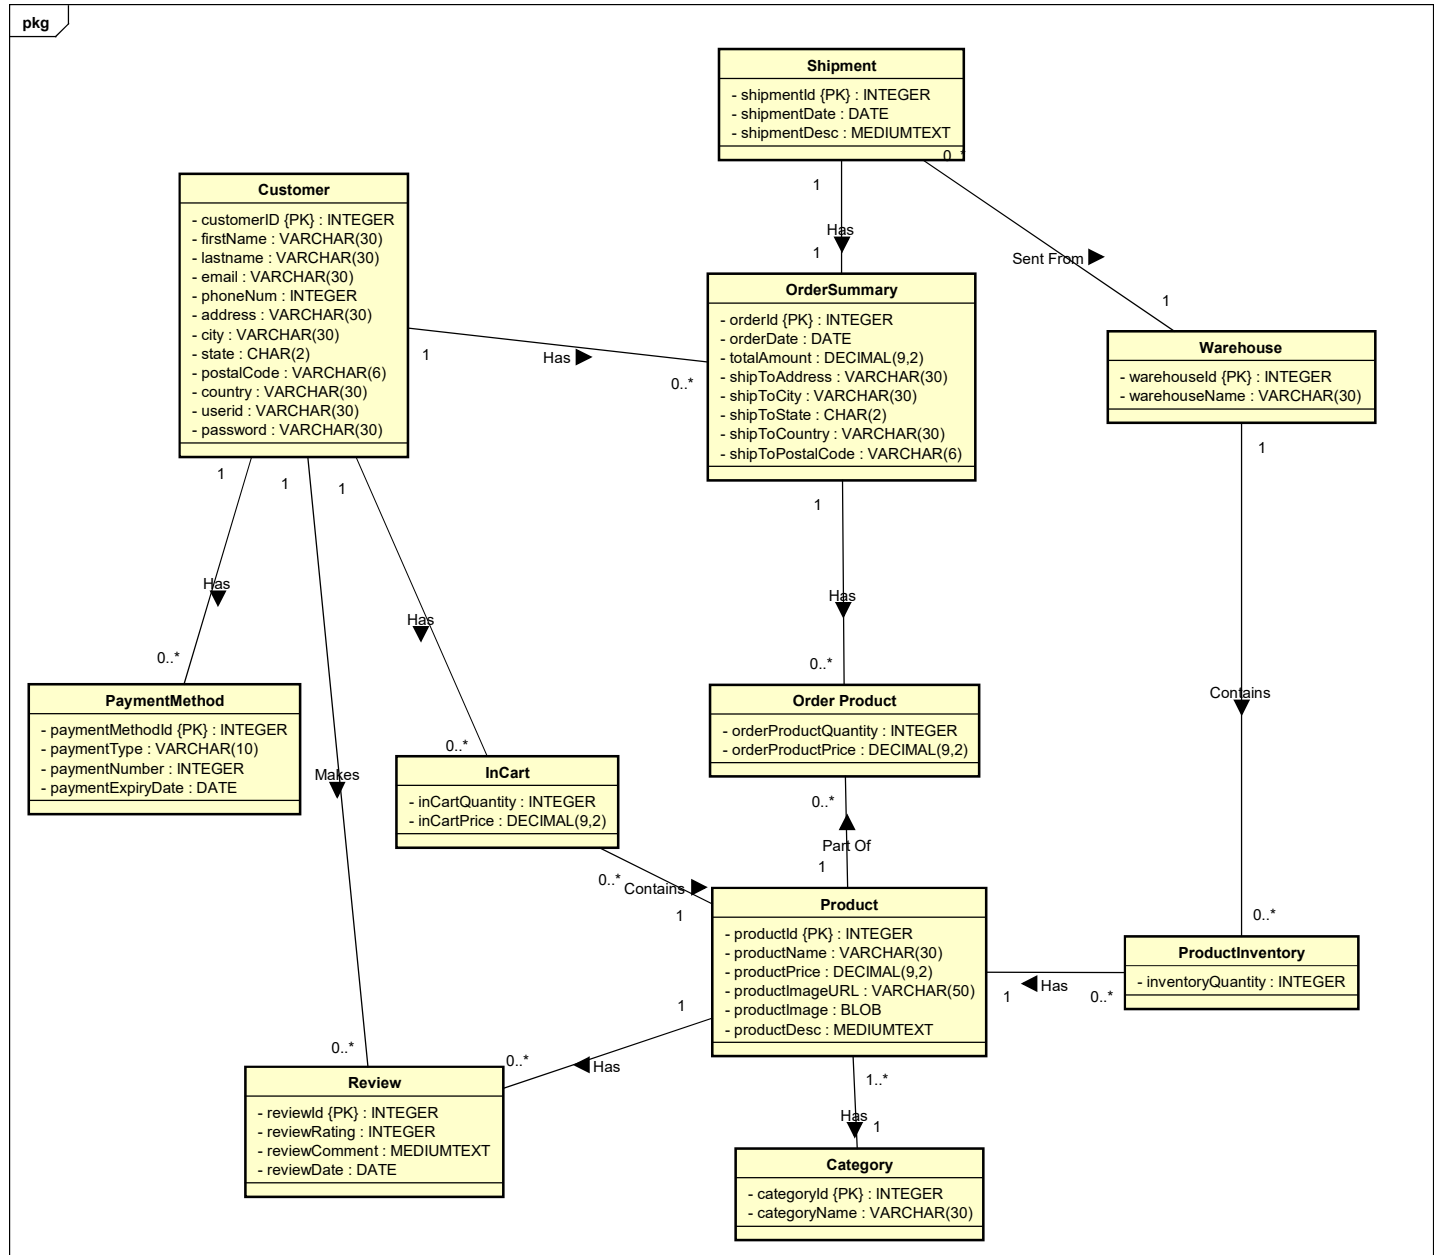 pkg
Shipment
- shipmentId {PK} : INTEGER
- shipmentDate : DATE
- shipmentDesc : MEDIUMTEXT
0..*
1
Has
1
Sent From
1
Customer
- customerID {PK} : INTEGER
- firstName : VARCHAR(30)
- lastname : VARCHAR(30)
- email : VARCHAR(30)
- phoneNum : INTEGER
- address : VARCHAR(30)
- city : VARCHAR(30)
- state : CHAR(2)
- postalCode : VARCHAR(6)
- country : VARCHAR(30)
- userid : VARCHAR(30)
- password : VARCHAR(30)
1
Has
0..*
OrderSummary
- orderId {PK} : INTEGER
- orderDate : DATE
- totalAmount : DECIMAL(9,2)
- shipToAddress : VARCHAR(30)
- shipToCity : VARCHAR(30)
- shipToState : CHAR(2)
- shipToCountry : VARCHAR(30)
- shipToPostalCode : VARCHAR(6)
Warehouse
- warehouseId {PK} : INTEGER
- warehouseName : VARCHAR(30)
1
1
1
1
1
Has
Has
Has
0..*
0..*
0..*
Contains
PaymentMethod
- paymentMethodId {PK} : INTEGER
- paymentType : VARCHAR(10)
- paymentNumber : INTEGER
- paymentExpiryDate : DATE
Makes
InCart
- inCartQuantity : INTEGER
- inCartPrice : DECIMAL(9,2)
Order Product
- orderProductQuantity : INTEGER
- orderProductPrice : DECIMAL(9,2)
0..*
Part Of
1
0..*
Contains
1
Product
- productId {PK} : INTEGER
- productName : VARCHAR(30)
- productPrice : DECIMAL(9,2)
- productImageURL : VARCHAR(50)
- productImage : BLOB
- productDesc : MEDIUMTEXT
0..*
ProductInventory
- inventoryQuantity : INTEGER
1
Has
0..*
1
0..*
0..*
Has
Review
- reviewId {PK} : INTEGER
- reviewRating : INTEGER
- reviewComment : MEDIUMTEXT
- reviewDate : DATE
1..*
Has
1
Category
- categoryId {PK} : INTEGER
- categoryName : VARCHAR(30)